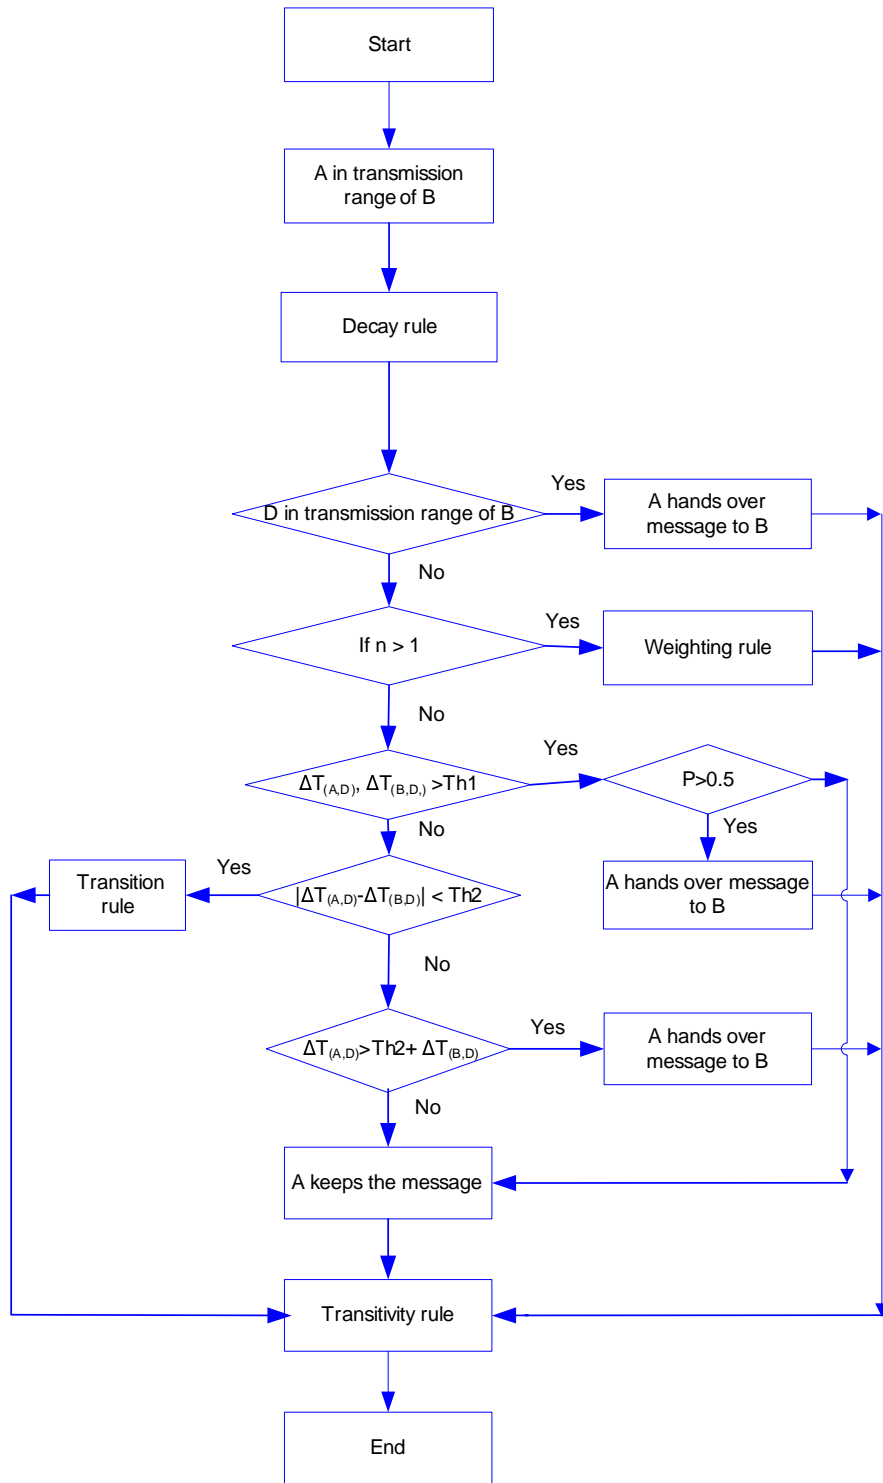 Start
A in transmission
range of B
Decay rule
D in transmission range of B
Yes
A hands over
message to B
No
If n > 1
Yes
Weighting rule
No
ΔT(A,D), ΔT(B,D,) >Th1
Yes
P>0.5
No
Yes
A hands over message
to B
Transition
rule
Yes
|ΔT(A,D)-ΔT(B,D)| < Th2
No
ΔT(A,D)>Th2+ ΔT(B,D)
Yes
A hands over
message to B
No
A keeps the message
Transitivity rule
End